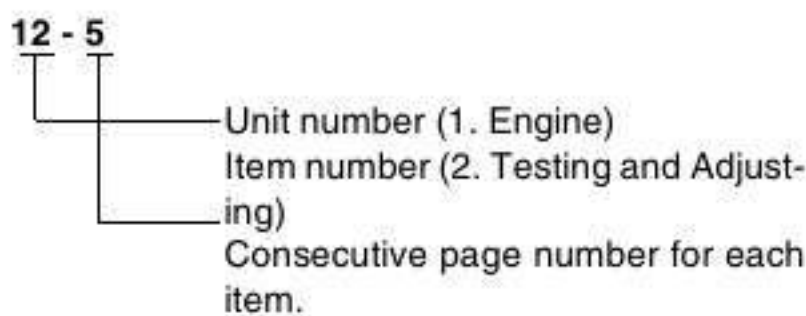 12 - 5
Unit number (1. Engine)
Item number (2. Testing and Adjust-
ing)
Consecutive page number for each
item.